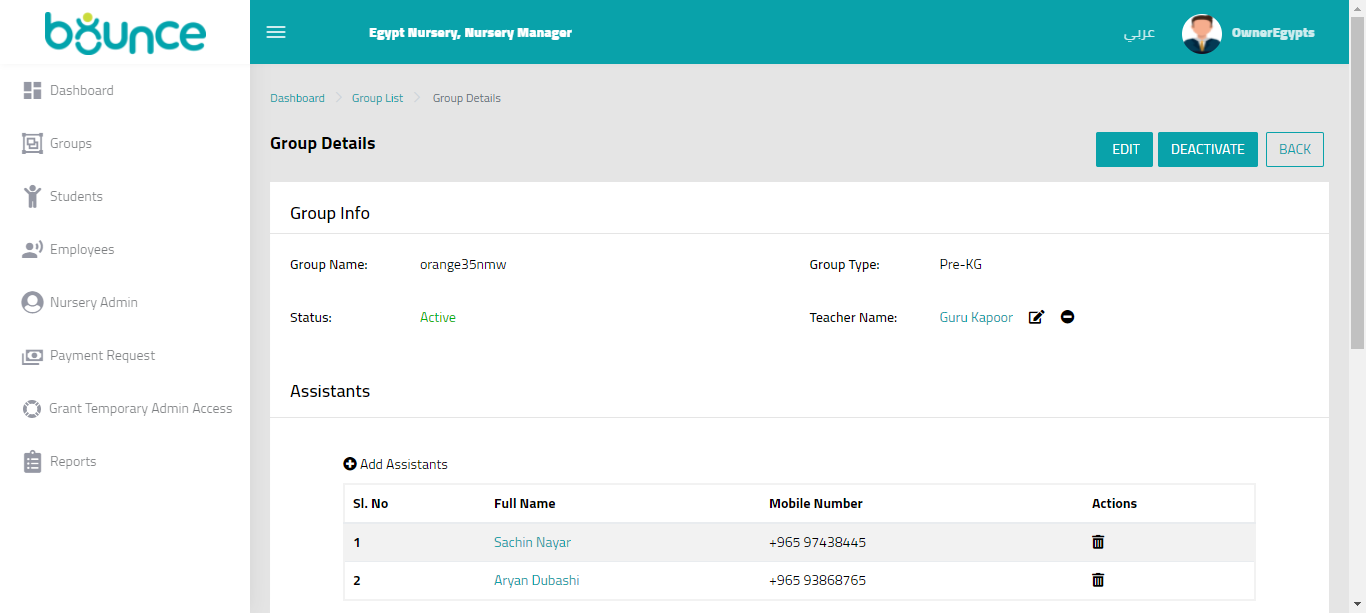 bounce
Egypt Nursery, Nursery Manager
عربي
OwnerEgypts
Dashboard
Groups
Students
Employees
Nursery Admin
Payment Request
Grant Temporary Admin Access
Reports
Dashboard > Group List > Group Details
Group Details
EDIT
DEACTIVATE
BACK
Group Info
Group Name: orange35nmw
Group Type: Pre-KG
Status: Active
Teacher Name: Guru Kapoor
Assistants
Add Assistants
Sl. No Full Name Mobile Number Actions
1 Sachin Nayar +965 97438445
2 Aryan Dubashi +965 93868765